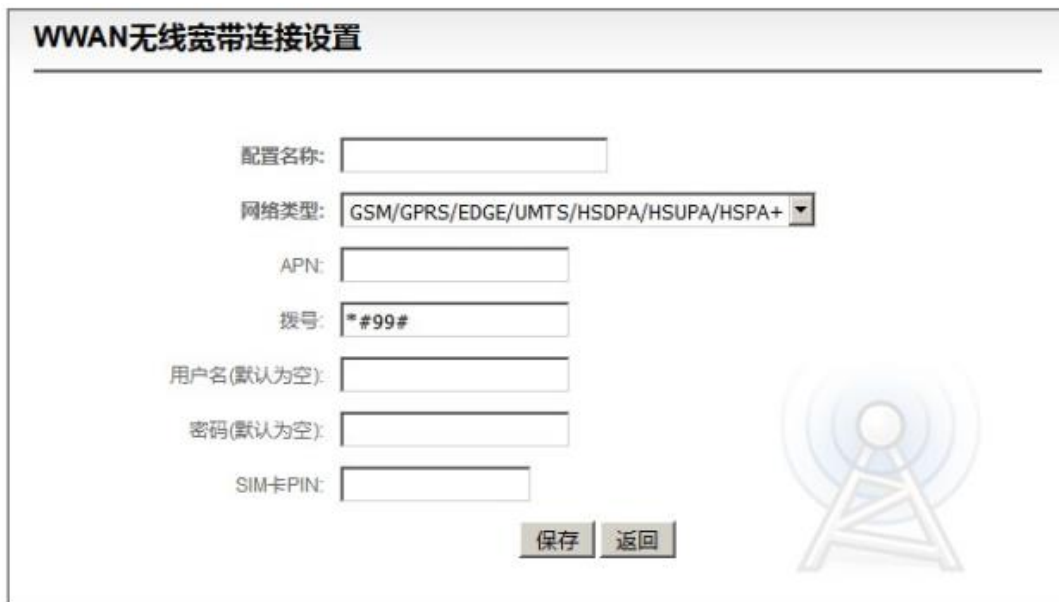 WWAN无线宽带连接设置
配置名称:
网络类型: GSM/GPRS/EDGE/UMTS/HSDPA/HSUPA/HSPA+
APN:
拨号: *#99#
用户名(默认为空):
密码(默认为空):
SIM卡PIN:
保存 返回